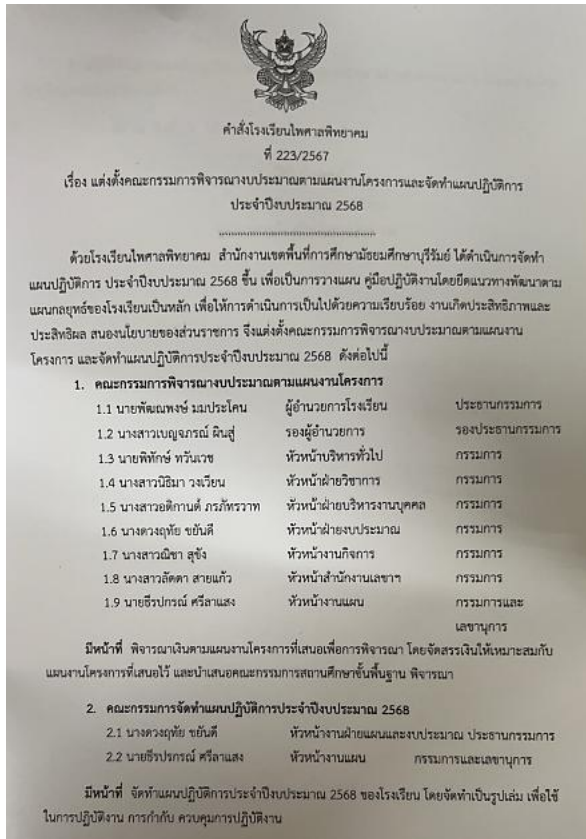 คำสั่งโรงเรียนไพศาลพิทยาคม
ที่ 223/2567
เรื่อง แต่งตั้งคณะกรรมการพิจารณางบประมาณตามแผนงานโครงการและจัดทำแผนปฏิบัติการ
ประจำปีงบประมาณ 2568
ด้วยโรงเรียนไพศาลพิทยาคม สำนักงานเขตพื้นที่การศึกษามัธยมศึกษาบุรีรัมย์ ได้ดำเนินการจัดทำ
แผนปฏิบัติการ ประจำปีงบประมาณ 2568 ขึ้น เพื่อเป็นการวางแผน คู่มือปฏิบัติงานโดยยึดแนวทางพัฒนาตาม
แผนกลยุทธ์ของโรงเรียนเป็นหลัก เพื่อให้การดำเนินการเป็นไปด้วยความเรียบร้อย งานเกิดประสิทธิภาพและ
ประสิทธิผล สนองนโยบายของส่วนราชการ จึงแต่งตั้งคณะกรรมการพิจารณางบประมาณตามแผนงาน
โครงการ และจัดทำแผนปฏิบัติการประจำปีงบประมาณ 2568 ดังต่อไปนี้
1. คณะกรรมการพิจารณางบประมาณตามแผนงานโครงการ
1.1 นายพัฒณพงษ์ มมประโคน ผู้อำนวยการโรงเรียน ประธานกรรมการ
1.2 นางสาวเบญจภรณ์ ผินสู่ รองผู้อำนวยการ รองประธานกรรมการ
1.3 นายพิทักษ์ ทวันเวช หัวหน้าบริหารทั่วไป กรรมการ
1.4 นางสาวนิธิมา วงเวียน หัวหน้าฝ่ายวิชาการ กรรมการ
1.5 นางสาวอติกานต์ ภรภัทรวาท หัวหน้าฝ่ายบริหารงานบุคคล กรรมการ
1.6 นางดวงฤทัย ขยันดี หัวหน้าฝ่ายงบประมาณ กรรมการ
1.7 นางสาวณิชา สุขัง หัวหน้างานกิจการ กรรมการ
1.8 นางสาวลัดดา สายแก้ว หัวหน้าสำนักงานเลขาฯ กรรมการ
1.9 นายธีรปกรณ์ ศรีลาแสง หัวหน้างานแผน กรรมการและ
เลขานุการ
มีหน้าที่ พิจารณาเงินตามแผนงานโครงการที่เสนอเพื่อการพิจารณา โดยจัดสรรเงินให้เหมาะสมกับ
แผนงานโครงการที่เสนอไว้ และนำเสนอคณะกรรมการสถานศึกษาขั้นพื้นฐาน พิจารณา
2. คณะกรรมการจัดทำแผนปฏิบัติการประจำปีงบประมาณ 2568
2.1 นางดวงฤทัย ขยันดี หัวหน้างานฝ่ายแผนและงบประมาณ ประธานกรรมการ
2.2 นายธีรปรกรณ์ ศรีลาแสง หัวหน้างานแผน กรรมการและเลขานุการ
มีหน้าที่ จัดทำแผนปฏิบัติการประจำปีงบประมาณ 2568 ของโรงเรียน โดยจัดทำเป็นรูปเล่ม เพื่อใช้
ในการปฏิบัติงาน การกำกับ ควบคุมการปฏิบัติงาน